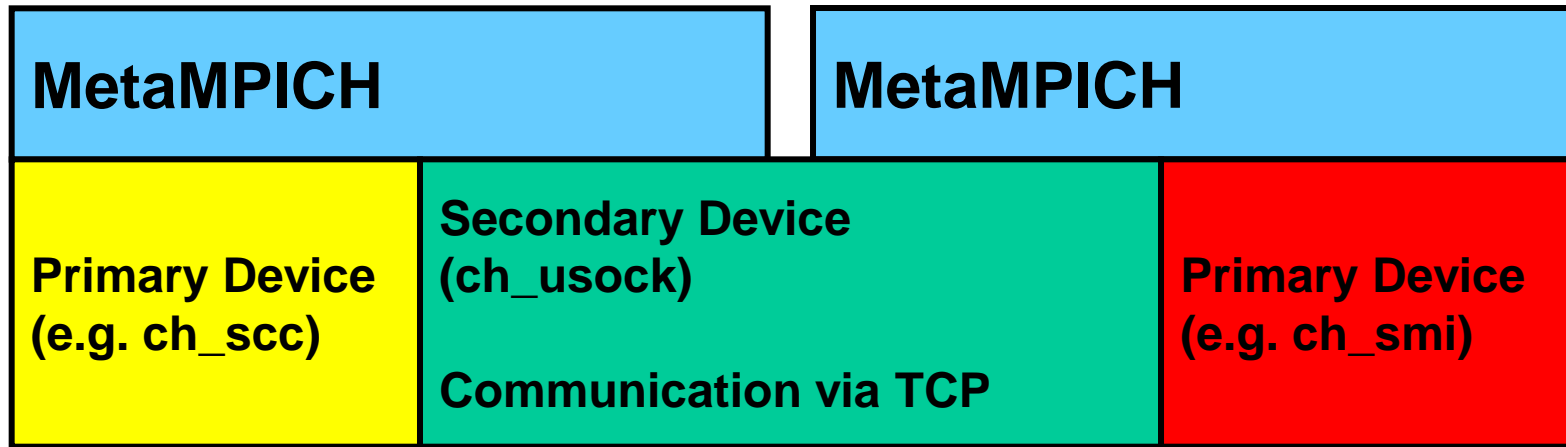 MetaMPICH
MetaMPICH
Primary Device
(e.g. ch_scc)
Secondary Device
(ch_usock)
Communication via TCP
Primary Device
(e.g. ch_smi)